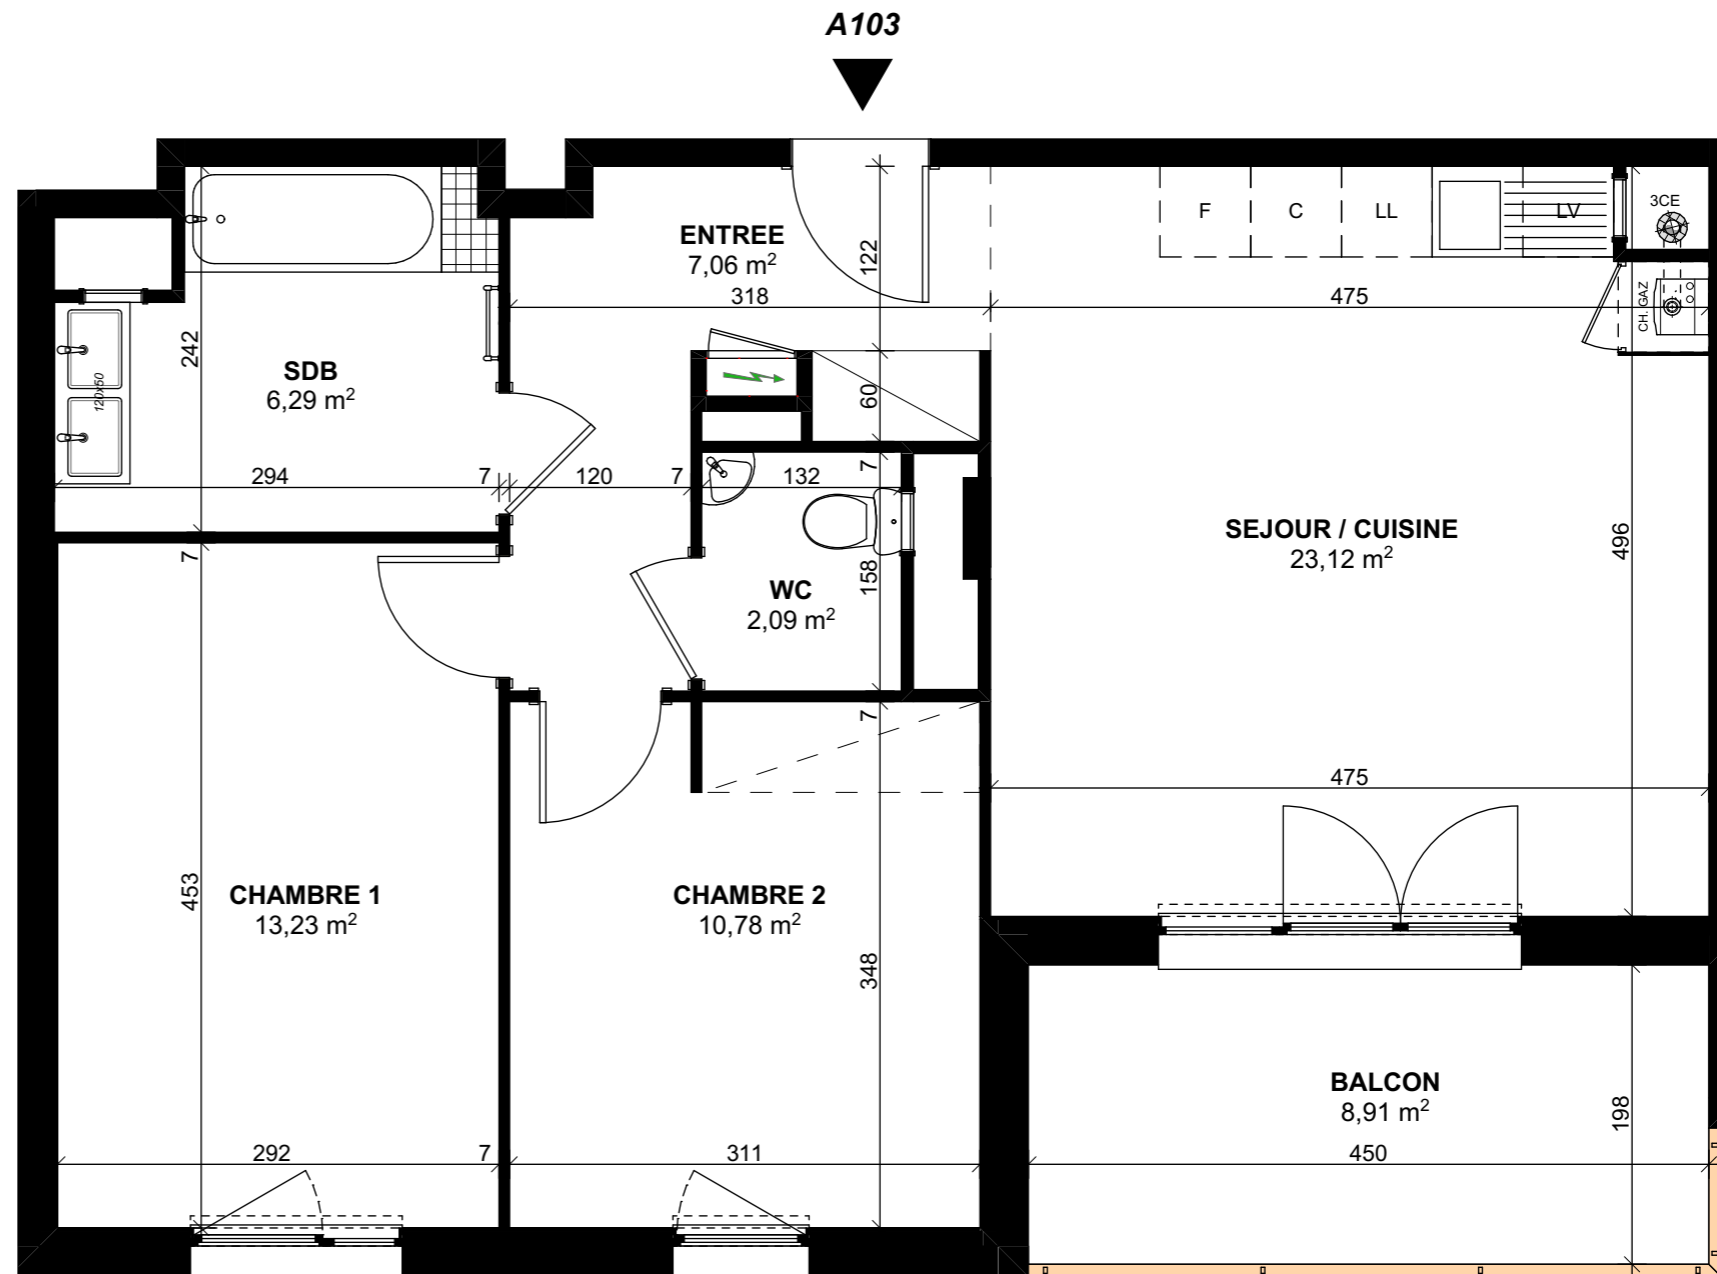 A103
F
C
LL
LV
3CE
ENTREE
7,06 m²
122
318
475
CH. GAZ
242
SDB
6,29 m²
120x50
60
294
7
120
7
132
7
SEJOUR / CUISINE
23,12 m²
496
7
158
WC
2,09 m²
7
475
453
CHAMBRE 1
13,23 m²
CHAMBRE 2
10,78 m²
348
BALCON
8,91 m²
198
292
7
311
450